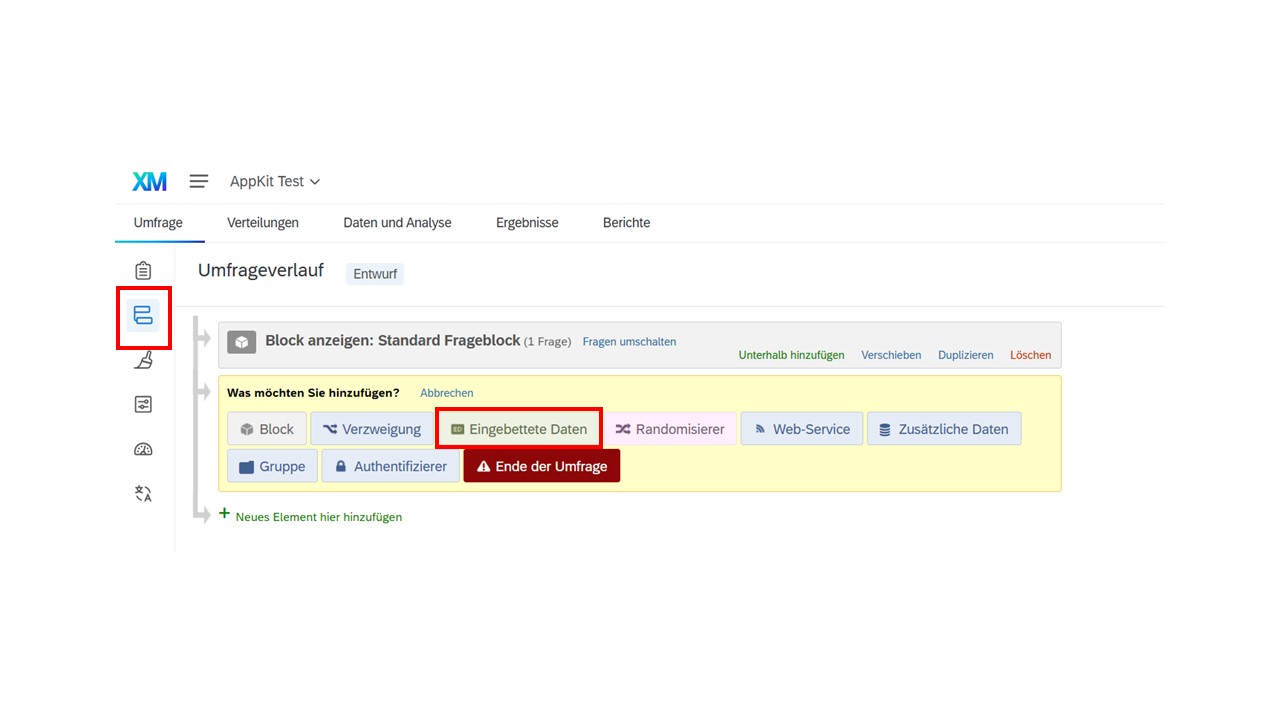 XM AppKit Test
Umfrage Verteilungen Daten und Analyse Ergebnisse Berichte
Umfrageverlauf Entwurf
Block anzeigen: Standard Frageblock (1 Frage) Fragen umschalten
Unterhalb hinzufügen Verschieben Duplizieren Löschen
Was möchten Sie hinzufügen? Abbrechen
Block Verzweigung ED Eingebettete Daten Randomisierer Web-Service Zusätzliche Daten
Gruppe Authentifizierer Ende der Umfrage
+ Neues Element hier hinzufügen